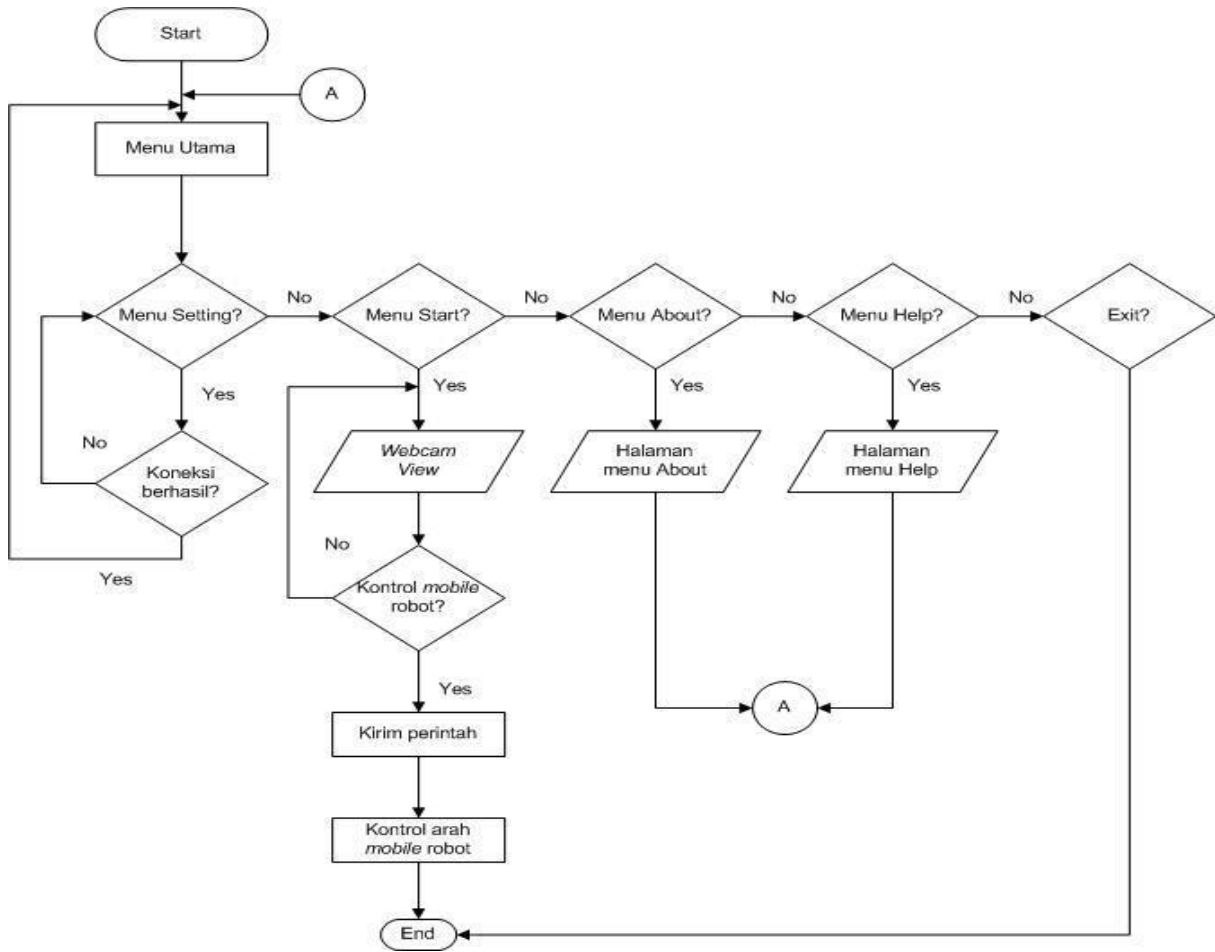 Start
A
Menu Utama
Menu Setting?
No
Menu Start?
No
Menu About?
No
Menu Help?
No
Exit?
Yes
Yes
Yes
Yes
No
Koneksi
berhasil?
Yes
Webcam
View
Halaman
menu About
Halaman
menu Help
No
Kontrol mobile
robot?
Yes
A
Kirim perintah
Kontrol arah
mobile robot
End